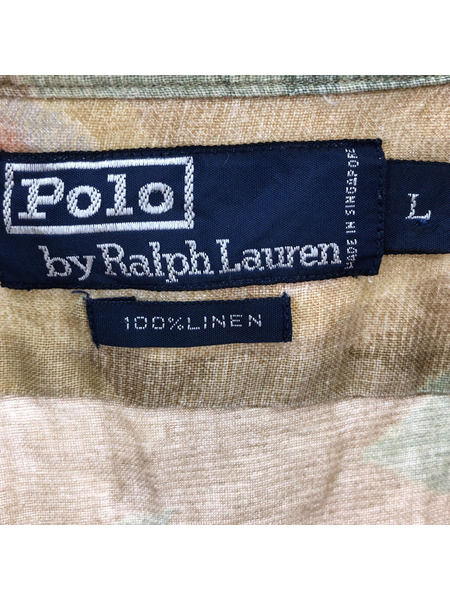 Polo
by Ralph Lauren
MADE IN SINGAPORE
L
100% LINEN